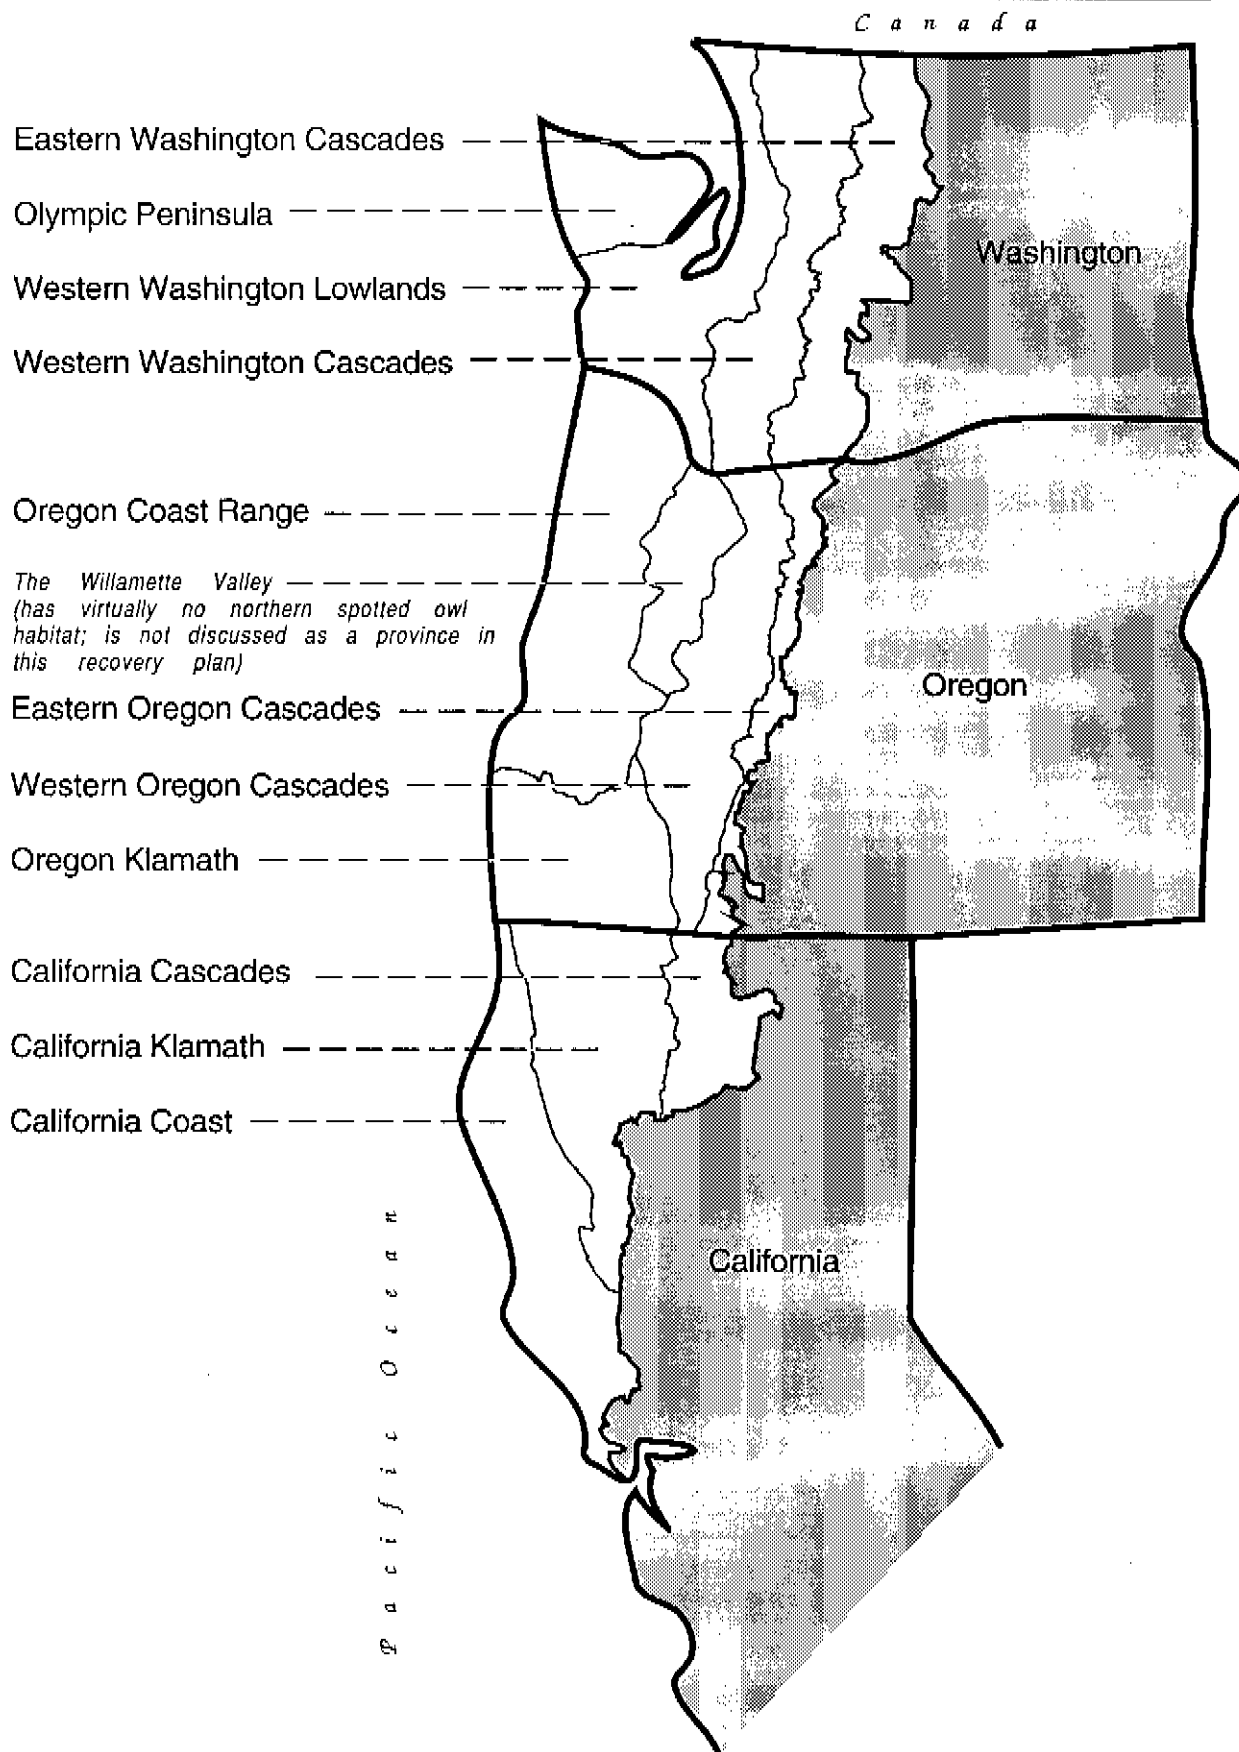 Canada
Eastern Washington Cascades
Olympic Peninsula
Washington
Western Washington Lowlands
Western Washington Cascades
Oregon Coast Range
The Willamette Valley
(has virtually no northern spotted owl
habitat; is not discussed as a province in
this recovery plan)
Oregon
Eastern Oregon Cascades
Western Oregon Cascades
Oregon Klamath
California Cascades
California Klamath
California Coast
California
Pacific Ocean